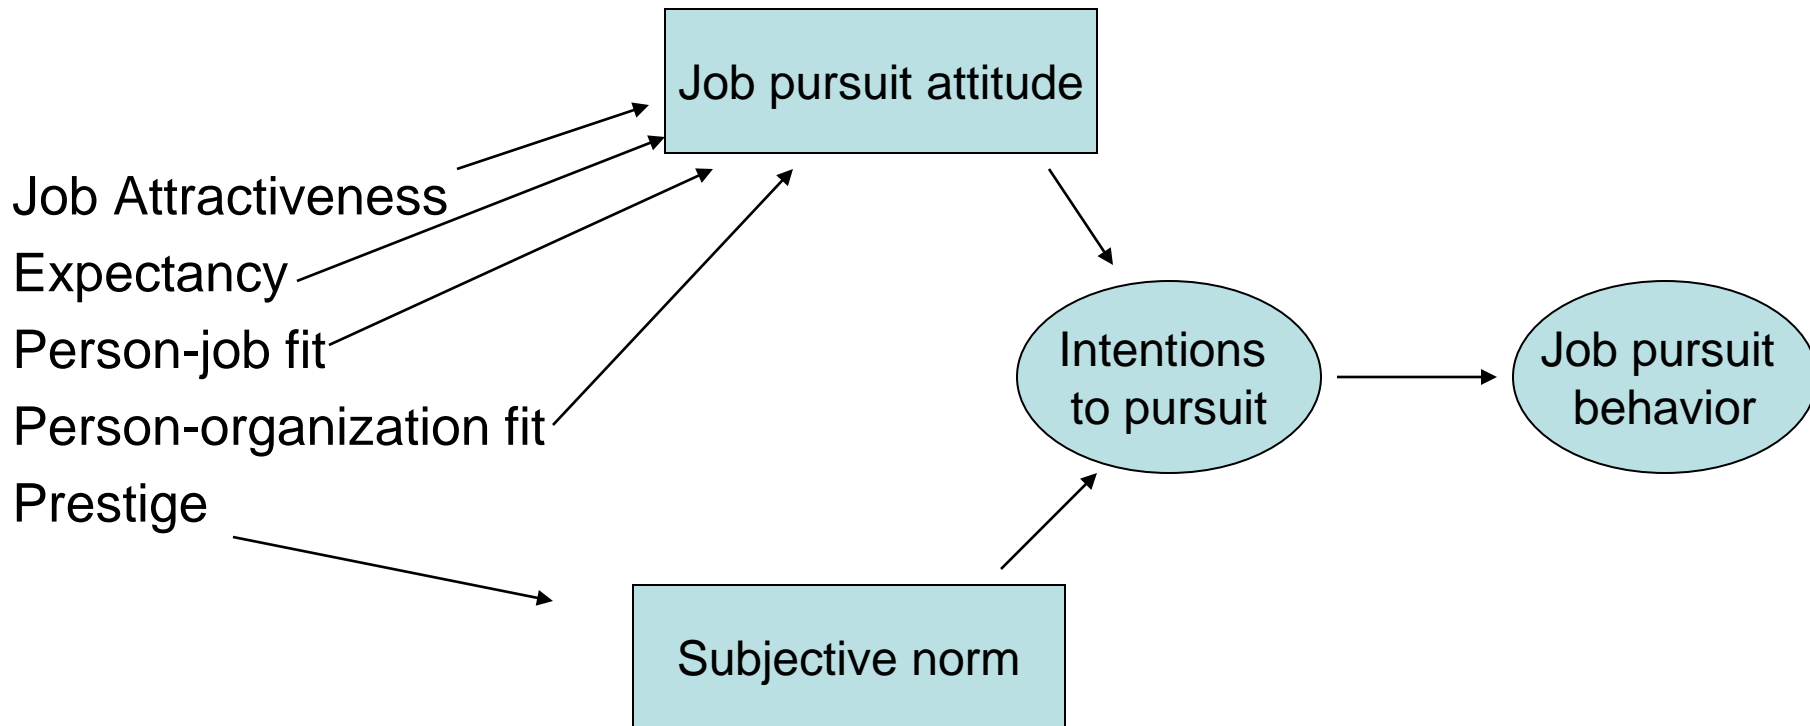 Job pursuit attitude
Job Attractiveness
Expectancy
Person-job fit
Person-organization fit
Prestige
Intentions
to pursuit
Job pursuit
behavior
Subjective norm